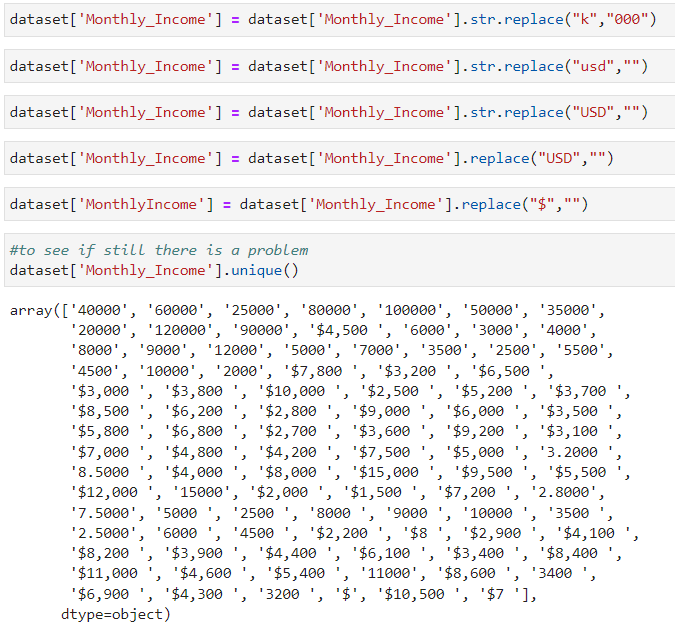 dataset['Monthly_Income'] = dataset['Monthly_Income'].str.replace("k","000")
dataset['Monthly_Income'] = dataset['Monthly_Income'].str.replace("usd","")
dataset['Monthly_Income'] = dataset['Monthly_Income'].str.replace("USD","")
dataset['Monthly_Income'] = dataset['Monthly_Income'].replace("USD","")
dataset['MonthlyIncome'] = dataset['Monthly_Income'].replace("$","")
#to see if still there is a problem
dataset['Monthly_Income'].unique()
array(['40000', '60000', '25000', '80000', '100000', '50000', '35000',
'20000', '120000', '90000', '$4,500 ', '6000', '3000', '4000',
'8000', '9000', '12000', '5000', '7000', '3500', '2500', '5500',
'4500', '10000', '2000', '$7,800 ', '$3,200 ', '$6,500 ',
'$3,000 ', '$3,800 ', '$10,000 ', '$2,500 ', '$5,200 ', '$3,700 ',
'$8,500 ', '$6,200 ', '$2,800 ', '$9,000 ', '$6,000 ', '$3,500 ',
'$5,800 ', '$6,800 ', '$2,700 ', '$3,600 ', '$9,200 ', '$3,100 ',
'$7,000 ', '$4,800 ', '$4,200 ', '$7,500 ', '$5,000 ', '3.2000 ',
'8.5000 ', '$4,000 ', '$8,000 ', '$15,000 ', '$9,500 ', '$5,500 ',
'$12,000 ', '15000', '$2,000 ', '$1,500 ', '$7,200 ', '2.8000',
'7.5000', '5000 ', '2500 ', '8000 ', '9000 ', '10000 ', '3500 ',
'2.5000', '6000 ', '4500 ', '$2,200 ', '$8 ', '$2,900 ', '$4,100 ',
'$8,200 ', '$3,900 ', '$4,400 ', '$6,100 ', '$3,400 ', '$8,400 ',
'$11,000 ', '$4,600 ', '$5,400 ', '11000', '$8,600 ', '3400 ',
'$6,900 ', '$4,300 ', '3200 ', '$', '$10,500 ', '$7 '],
dtype=object)